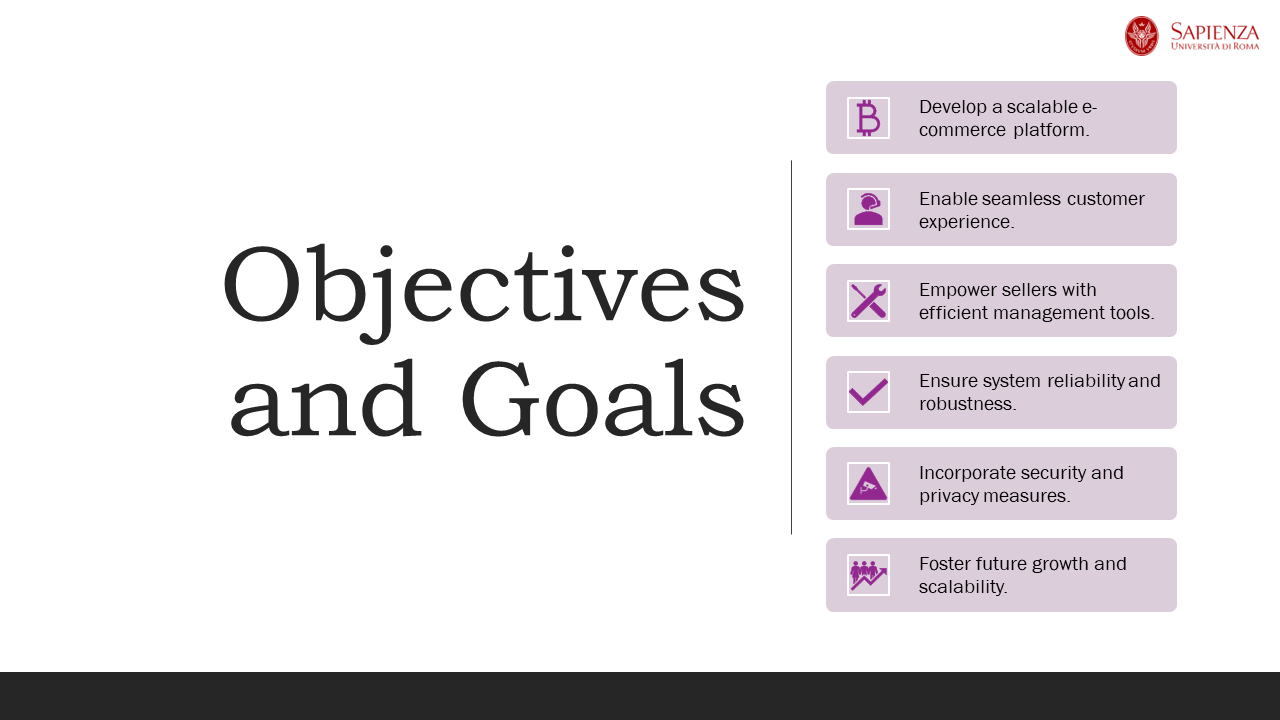 SAPIENZA
UNIVERSITÀ DI ROMA
Objectives
and Goals
Develop a scalable e-
commerce platform.
Enable seamless customer
experience.
Empower sellers with
efficient management tools.
Ensure system reliability and
robustness.
Incorporate security and
privacy measures.
Foster future growth and
scalability.